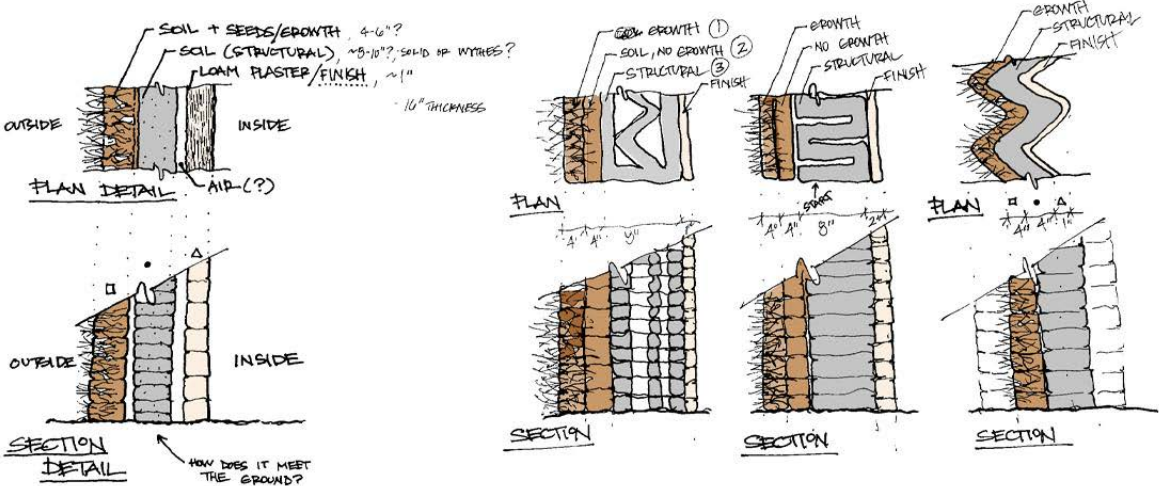 SOIL + SEEDS/GROWTH, 4-6"?
SOIL (STRUCTURAL), ~8-10"?, SOLID OR WYTHES?
LOAM PLASTER/FINISH, ~1"
16" THICKNESS
OUTSIDE
INSIDE
PLAN DETAIL
AIR (?)
OUTSIDE
INSIDE
SECTION
DETAIL
HOW DOES IT MEET
THE GROUND?
GROWTH ①
SOIL, NO GROWTH ②
STRUCTURAL ③
FINISH
PLAN
4" 4"
SECTION
GROWTH
NO GROWTH
STRUCTURAL
FINISH
START
4" 4" 8" 2"
SECTION
GROWTH
STRUCTURAL
FINISH
PLAN
4" 4" 1"
SECTION